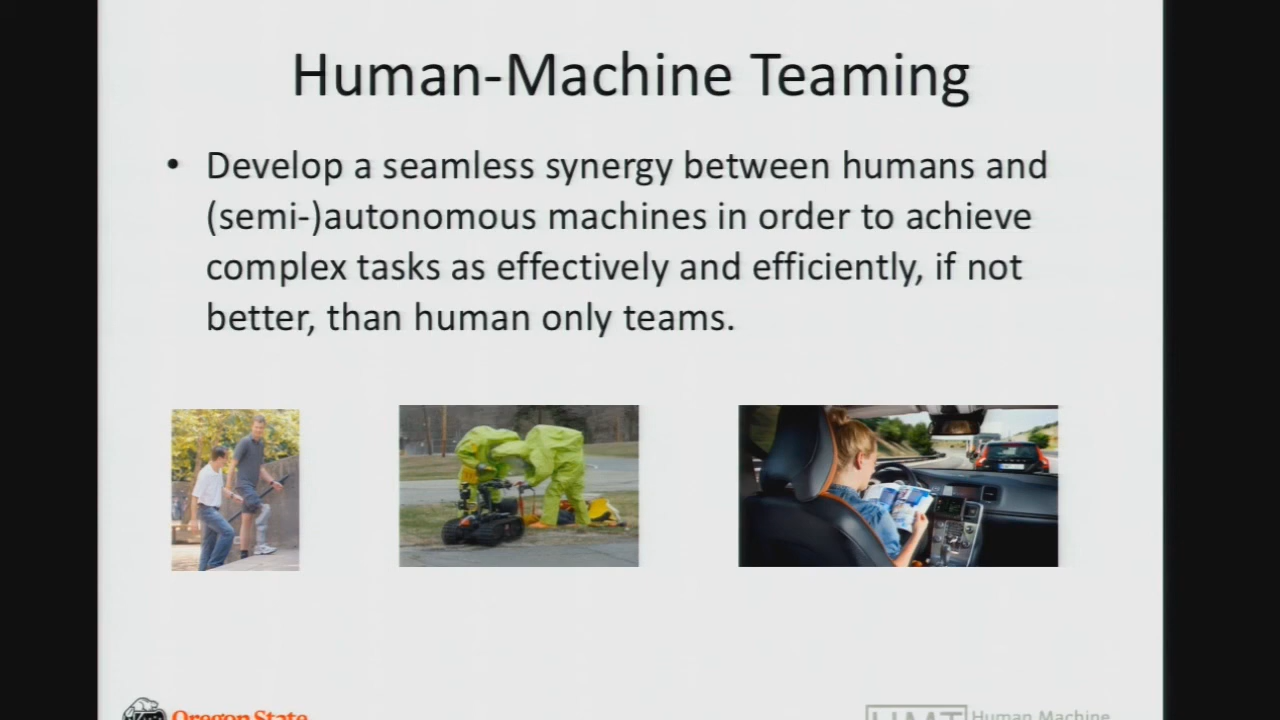 Human-Machine Teaming
• Develop a seamless synergy between humans and
(semi-)autonomous machines in order to achieve
complex tasks as effectively and efficiently, if not
better, than human only teams.
Oregon State
HMT Human Machine